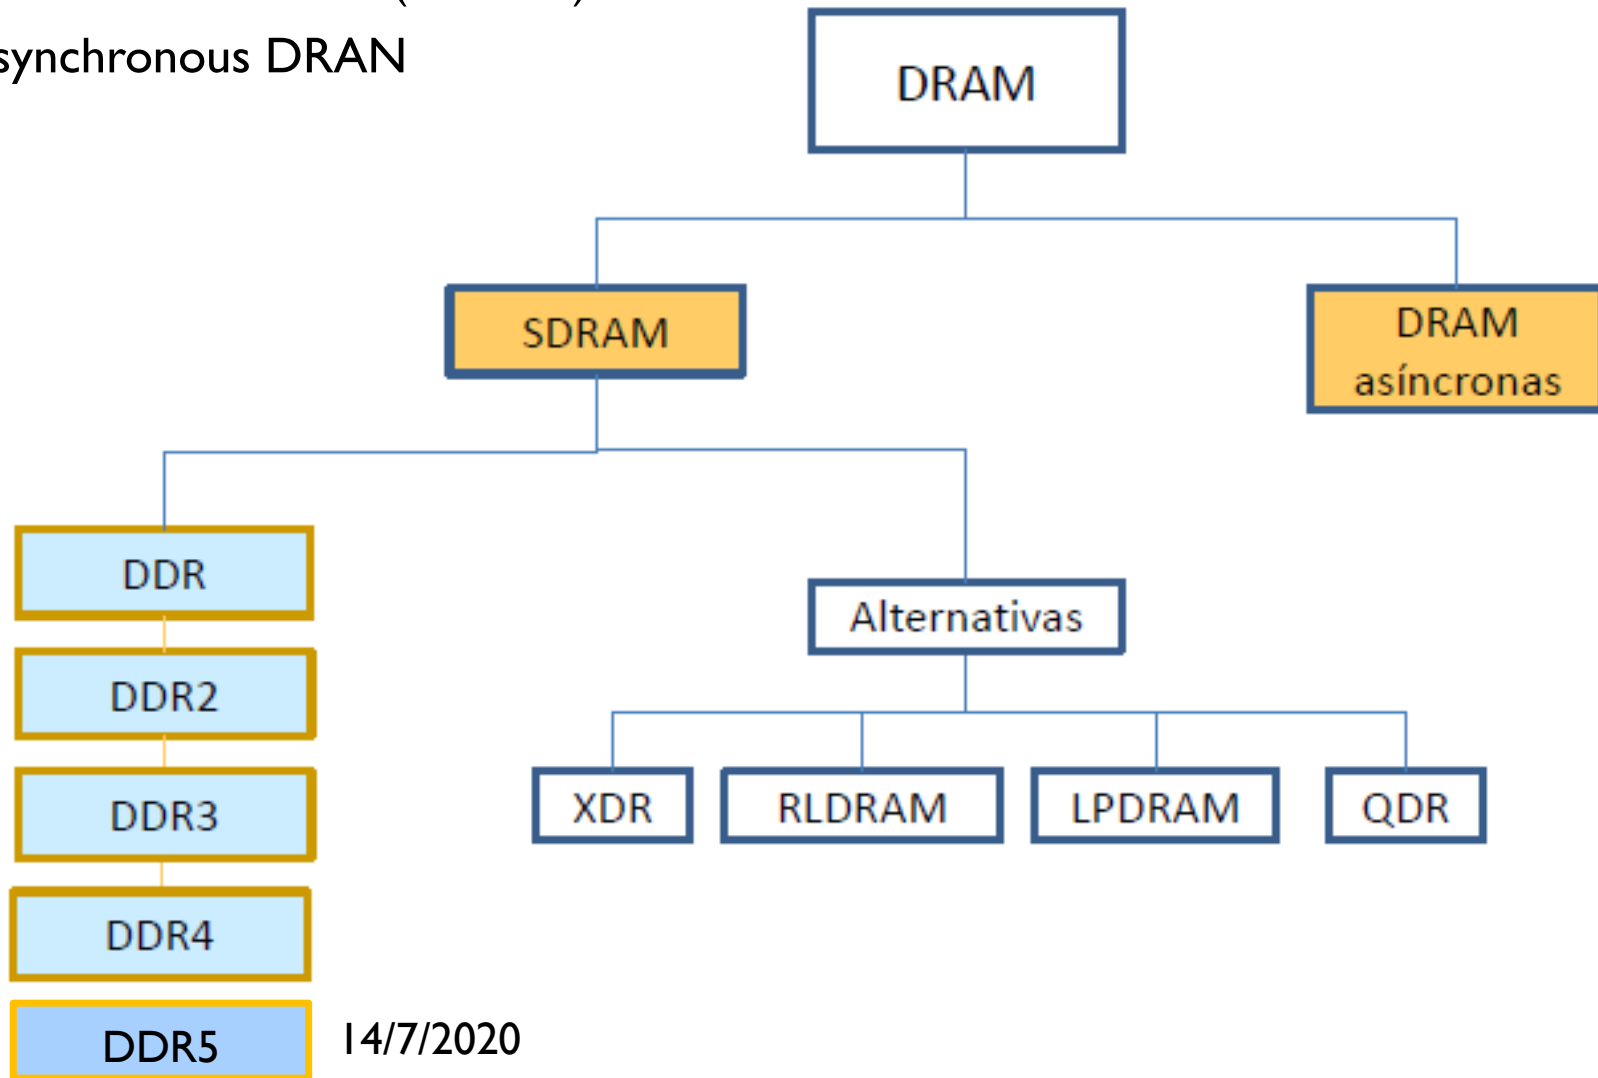 synchronous DRAN
DRAM
SDRAM
DRAM
asíncronas
DDR
Alternativas
DDR2
DDR3
XDR
RLDRAM
LPDRAM
QDR
DDR4
DDR5
14/7/2020